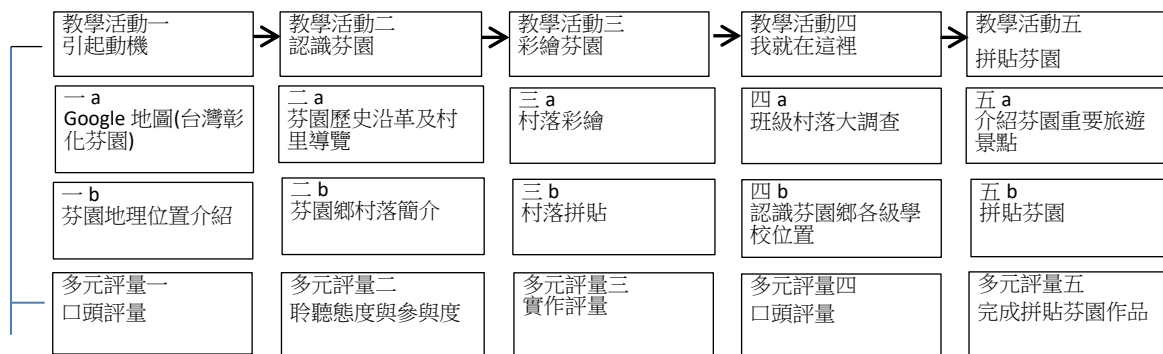 教學活動一
引起動機
教學活動二
認識芬園
教學活動三
彩繪芬園
教學活動四
我就在這裡
教學活動五
拼貼芬園
一 a
Google 地圖(台灣彰
化芬園)
二 a
芬園歷史沿革及村
里導覽
三 a
村落彩繪
四 a
班級村落大調查
五 a
介紹芬園重要旅遊
景點
一 b
芬園地理位置介紹
二 b
芬園鄉村落簡介
三 b
村落拼貼
四 b
認識芬園鄉各級學
校位置
五 b
拼貼芬園
多元評量一
口頭評量
多元評量二
聆聽態度與參與度
多元評量三
實作評量
多元評量四
口頭評量
多元評量五
完成拼貼芬園作品